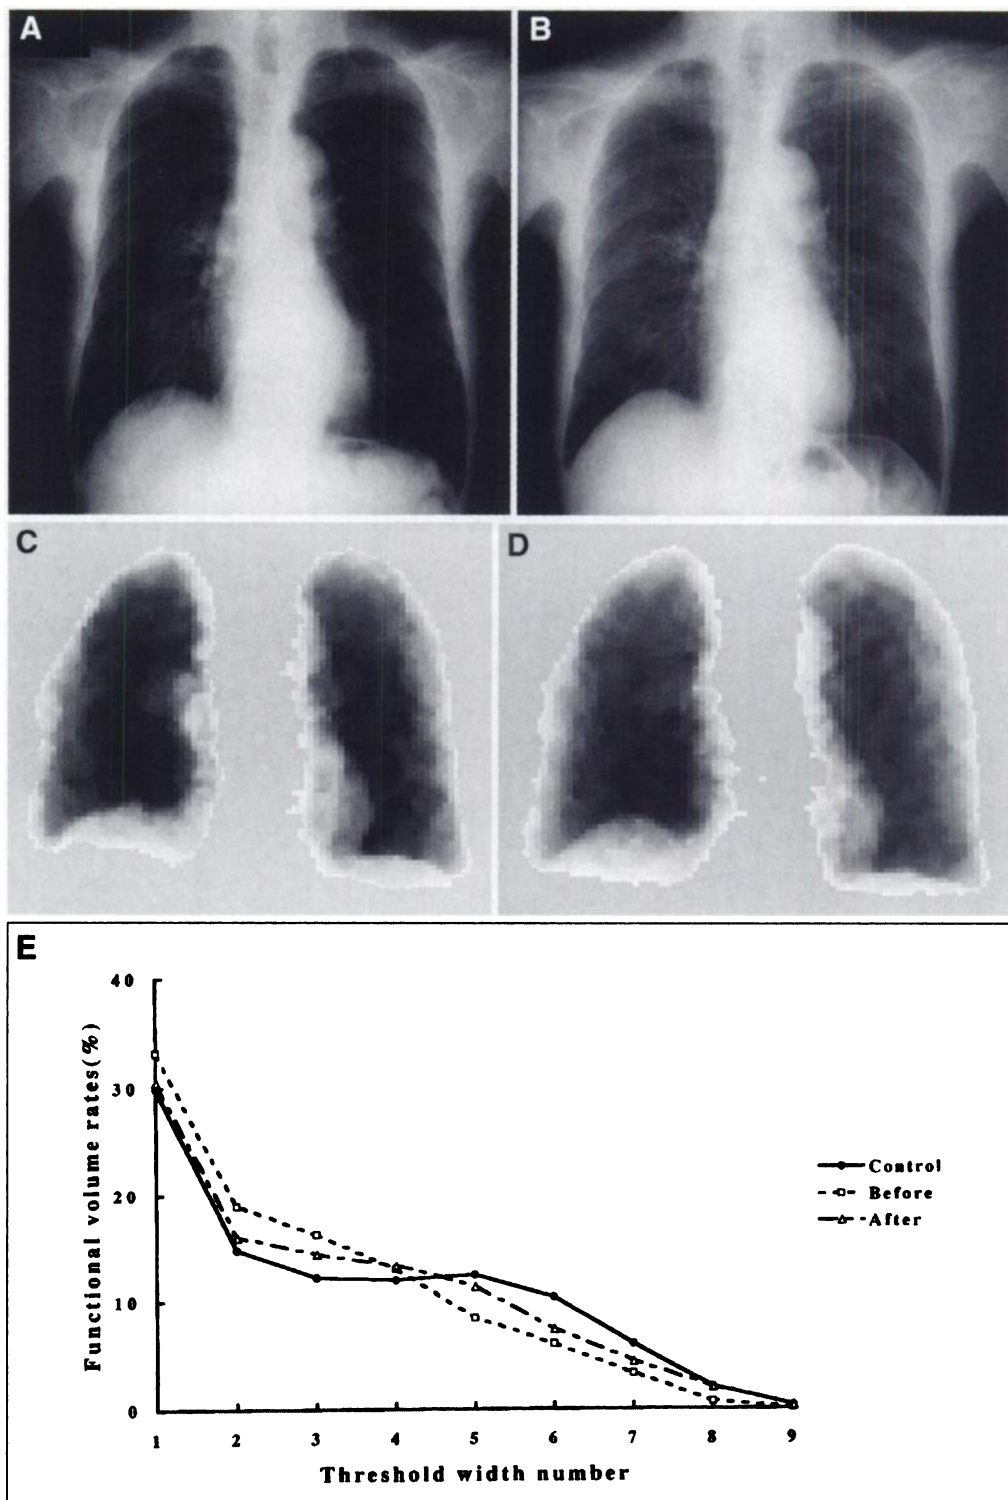 A
B
C
D
E
40
30
20
10
0
Functional volume rates(%)
1 2 3 4 5 6 7 8 9
Threshold width number
Control
Before
After